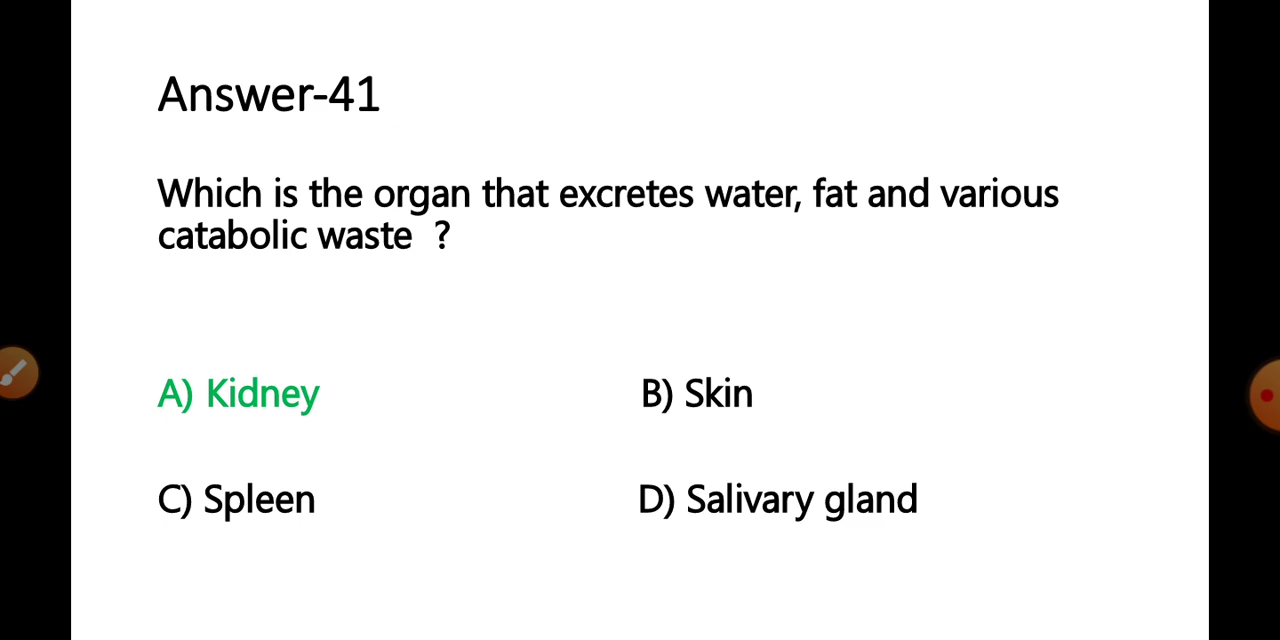 Answer-41
Which is the organ that excretes water, fat and various
catabolic waste ?
A) Kidney
B) Skin
C) Spleen
D) Salivary gland